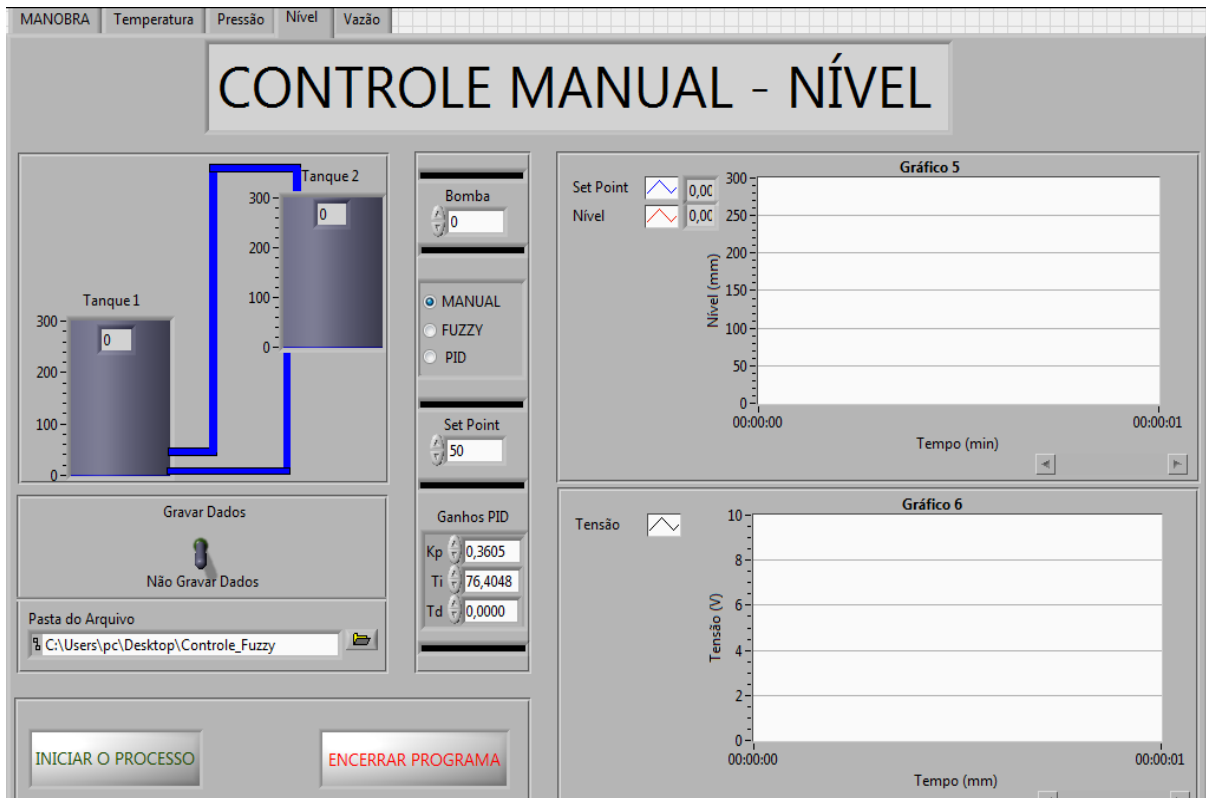 MANOBRA Temperatura Pressão Nível Vazão
CONTROLE MANUAL - NÍVEL
Tanque 2
300
200
100
0
0
Tanque 1
300
200
100
0
0
Gravar Dados
Não Gravar Dados
Pasta do Arquivo
C:\Users\pc\Desktop\Controle_Fuzzy
INICIAR O PROCESSO
ENCERRAR PROGRAMA
Bomba
0
MANUAL
FUZZY
PID
Set Point
50
Ganhos PID
Kp 0,3605
Ti 76,4048
Td 0,0000
Gráfico 5
Set Point 0,00
Nível 0,00
Nível (mm)
300
250
200
150
100
50
0
00:00:00 00:00:01
Tempo (min)
Gráfico 6
Tensão
Tensão (V)
10
8
6
4
2
0
00:00:00 00:00:01
Tempo (mm)